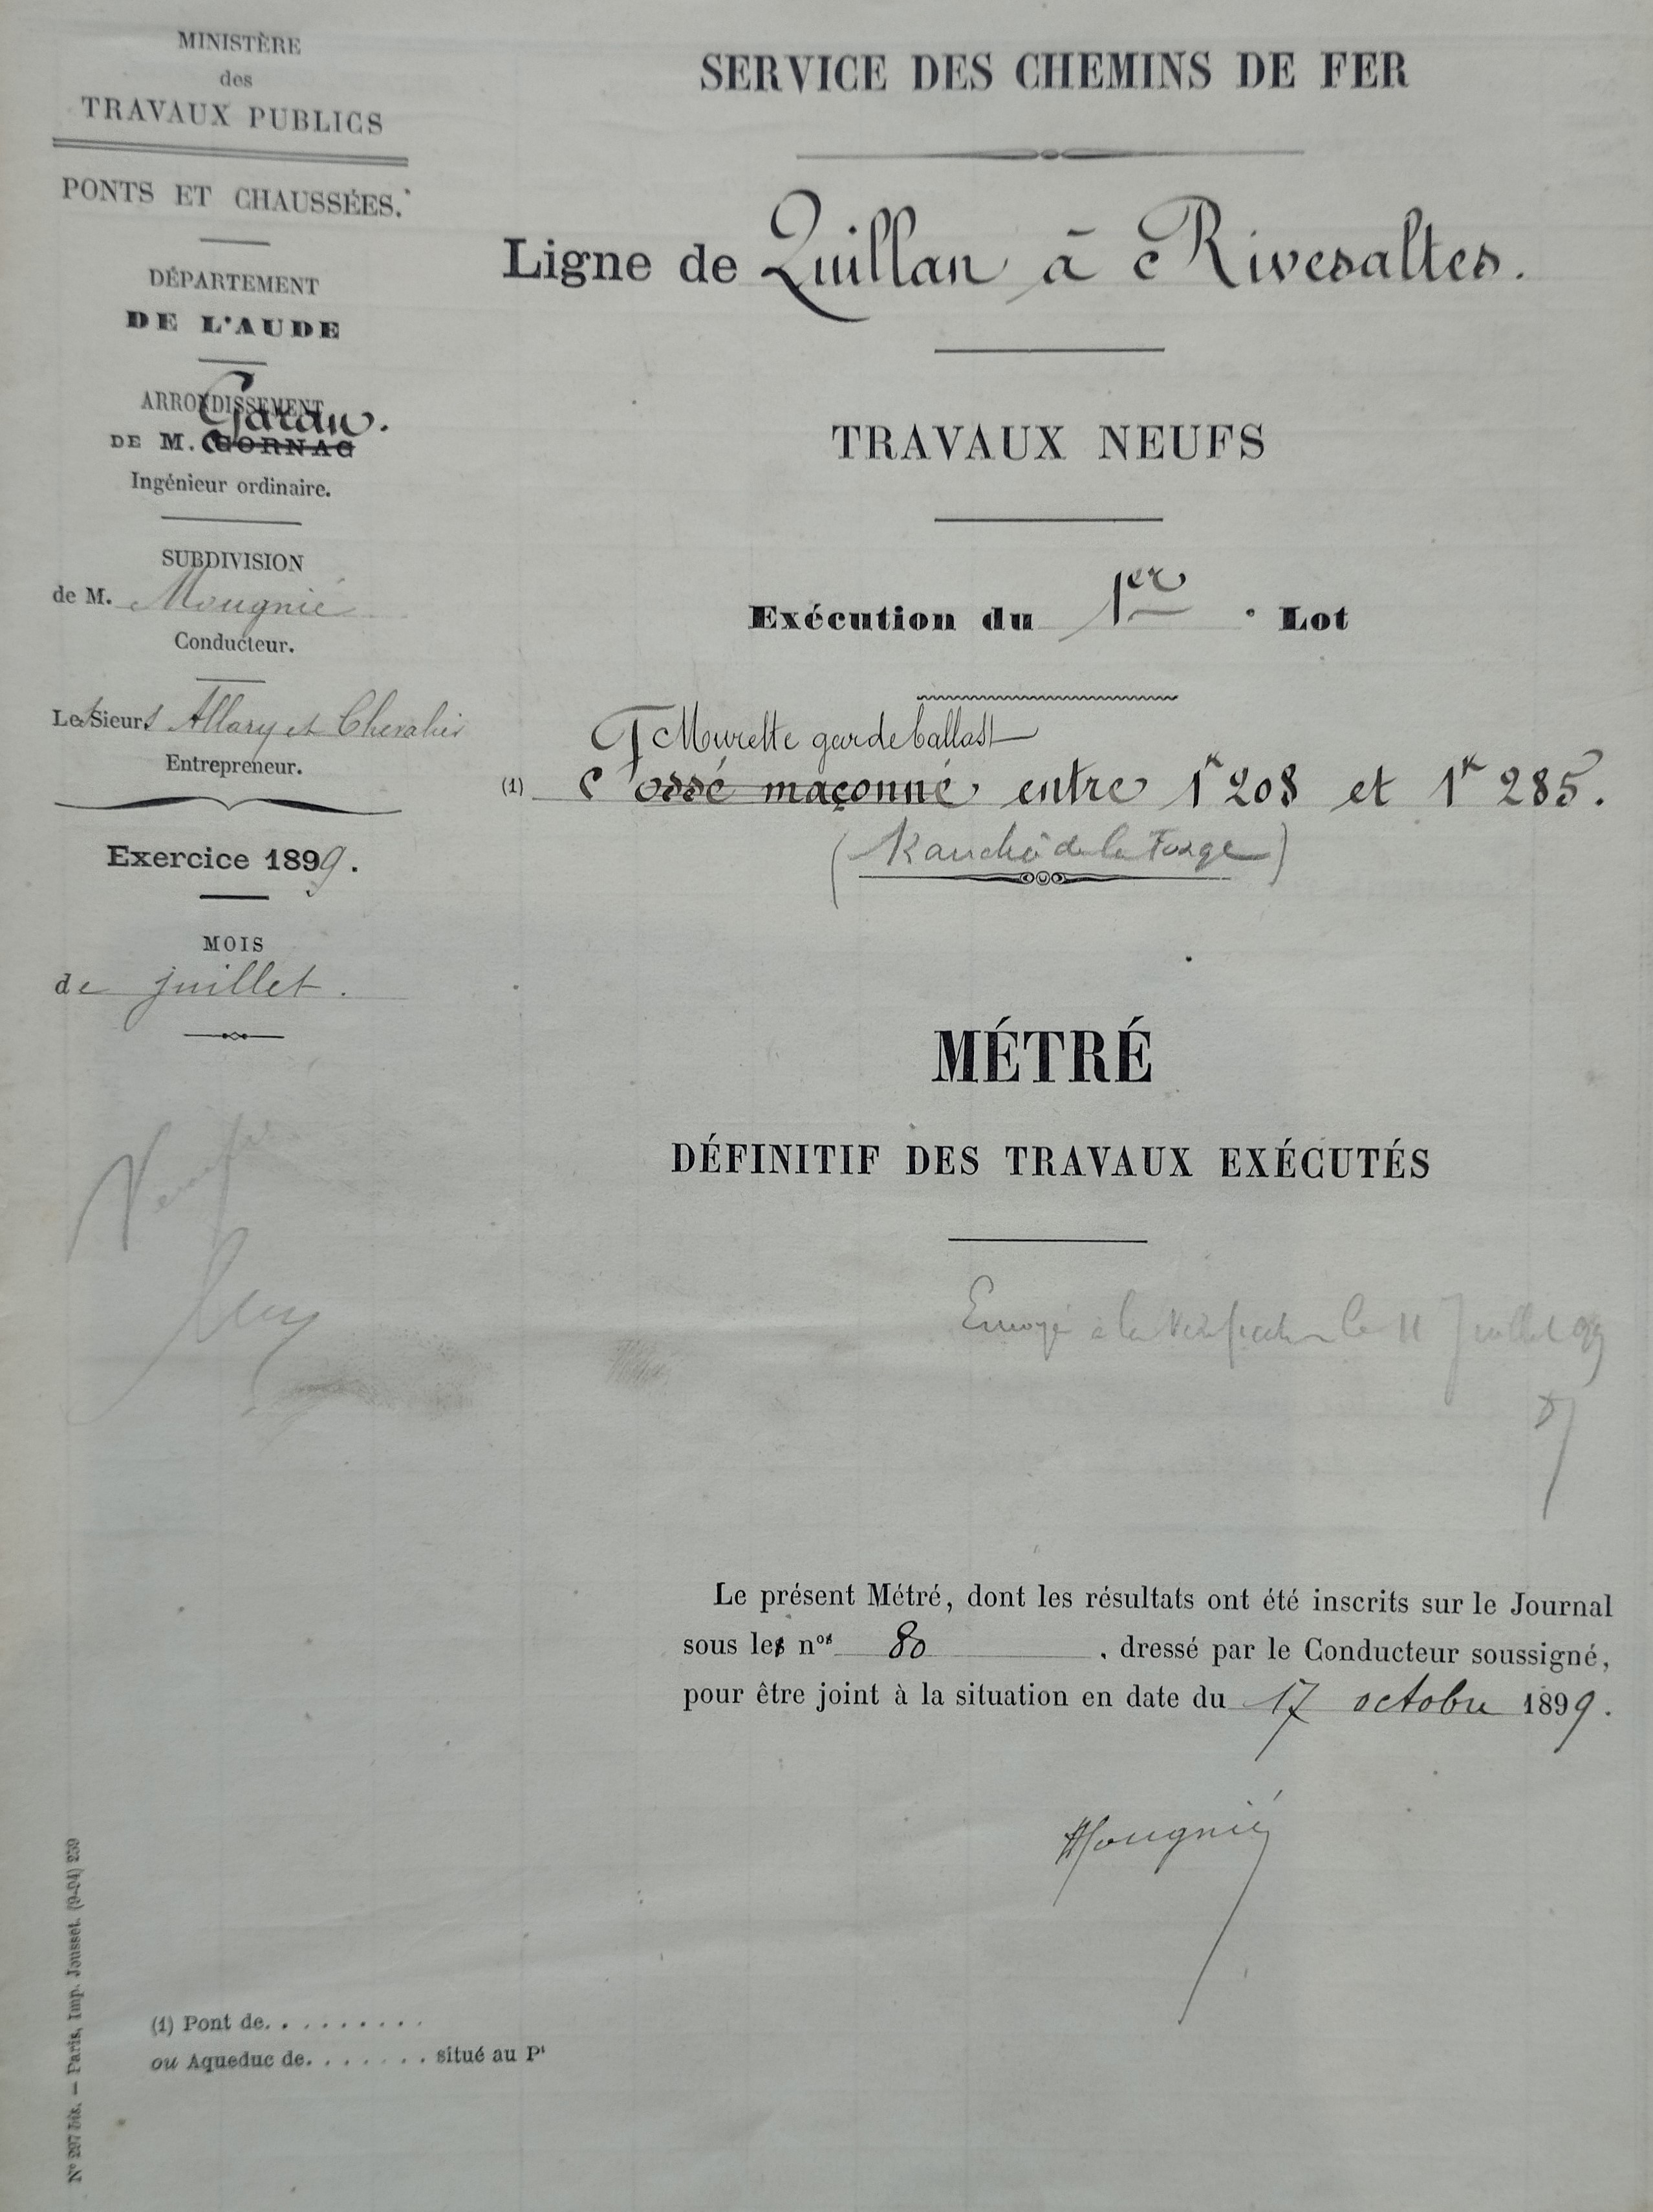 MINISTÈRE
des
TRAVAUX PUBLICS
PONTS ET CHAUSSÉES.
DÉPARTEMENT
DE L'AUDE
ARRONDISSEMENT
Garau.
DE M. CORNAC
Ingénieur ordinaire.
SUBDIVISION
de M. Mougnié
Conducteur.
Les Sieurs Allary et Chevalier
Entrepreneur.
Exercice 1899.
MOIS
de juillet.
SERVICE DES CHEMINS DE FER
Ligne de Quillan à Rivesaltes.
TRAVAUX NEUFS
Exécution du 1er Lot
Murette garde ballast
(1) Fossé maçonné entre 1k 208 et 1k 285.
(Tranchée de la Forge)
MÉTRÉ
DÉFINITIF DES TRAVAUX EXÉCUTÉS
Vérifié
Envoyé à la vérification le 11 Juillet 99
Le présent Métré, dont les résultats ont été inscrits sur le Journal
sous les nos 80, dressé par le Conducteur soussigné,
pour être joint à la situation en date du 17 octobre 1899.
Mougnié
(1) Pont de. . . . . . . . .
ou Aqueduc de. . . . . . . situé au Pt
Nº 297 bis. — Paris, Imp. Jousset. (9-94) 259